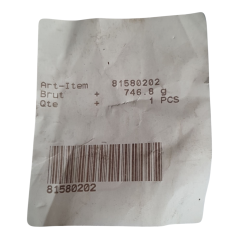 Art-Item 81580202
Brut + 746.8 g
Qte + 1 PCS
81580202